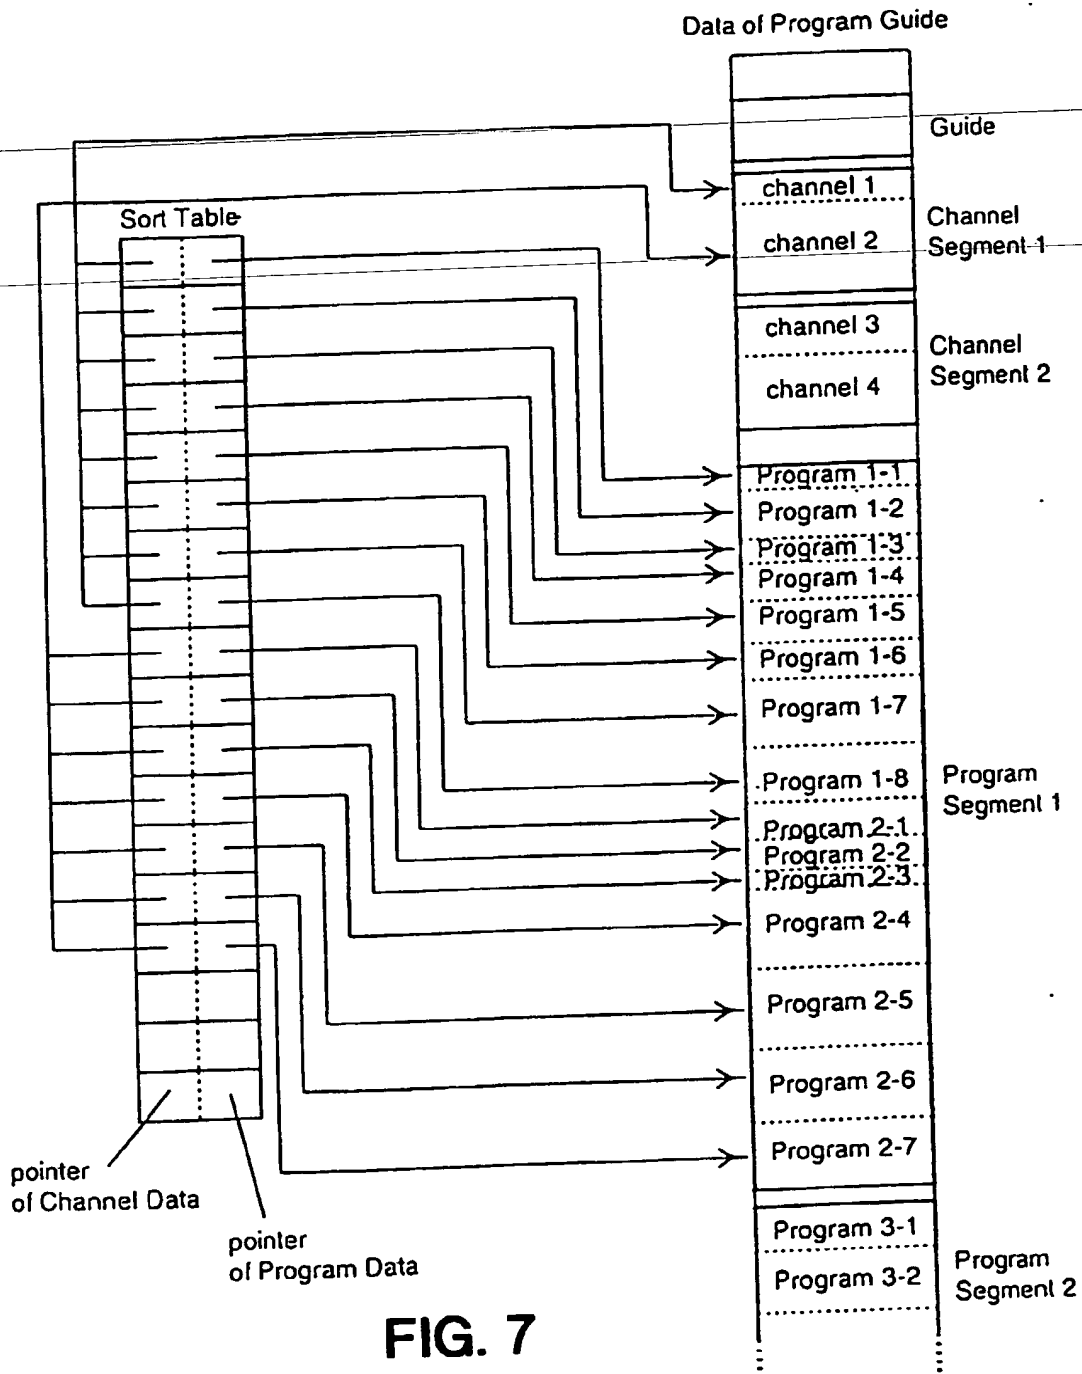 Data of Program Guide
Guide
channel 1
channel 2
Channel
Segment 1
channel 3
channel 4
Channel
Segment 2
Sort Table
Program 1-1
Program 1-2
Program 1-3
Program 1-4
Program 1-5
Program 1-6
Program 1-7
Program 1-8
Program 2-1
Program 2-2
Program 2-3
Program 2-4
Program 2-5
Program 2-6
Program 2-7
Program
Segment 1
Program 3-1
Program 3-2
Program
Segment 2
pointer
of Channel Data
pointer
of Program Data
FIG. 7